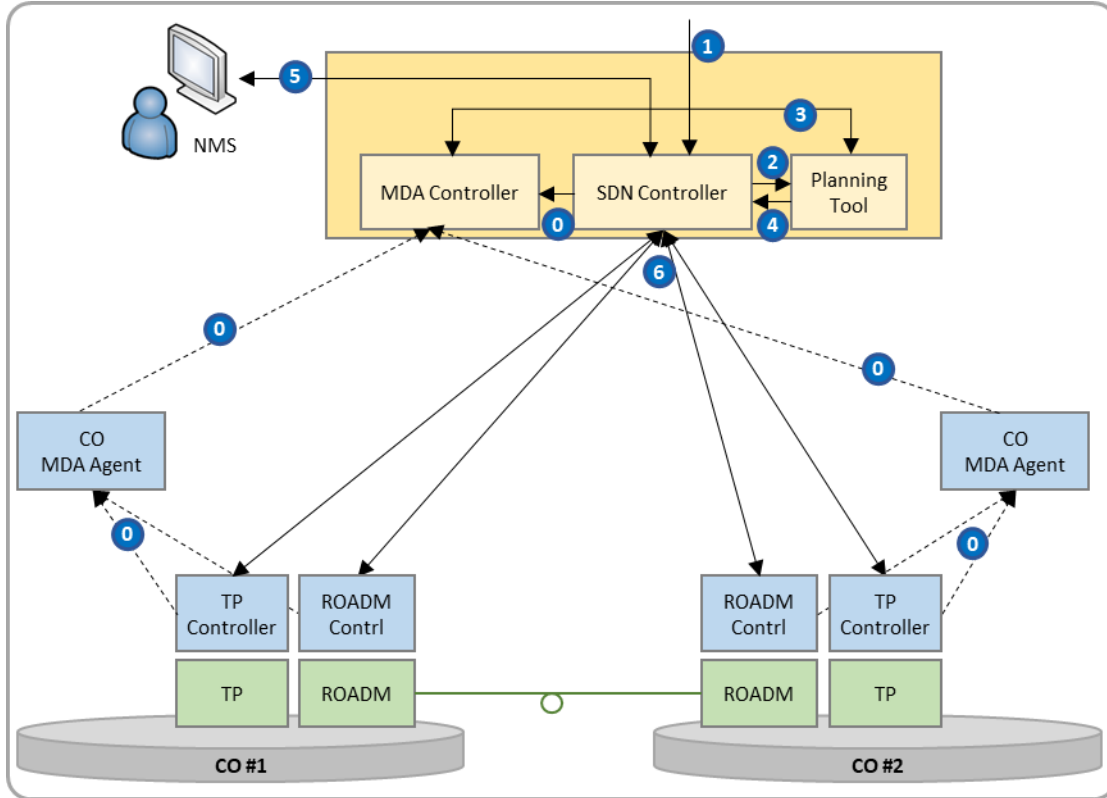 1
5
3
NMS
2
MDA Controller
SDN Controller
Planning
Tool
0
4
6
0
0
CO
MDA Agent
CO
MDA Agent
0
0
TP
Controller
ROADM
Contrl
ROADM
Contrl
TP
Controller
TP
ROADM
ROADM
TP
CO #1
CO #2